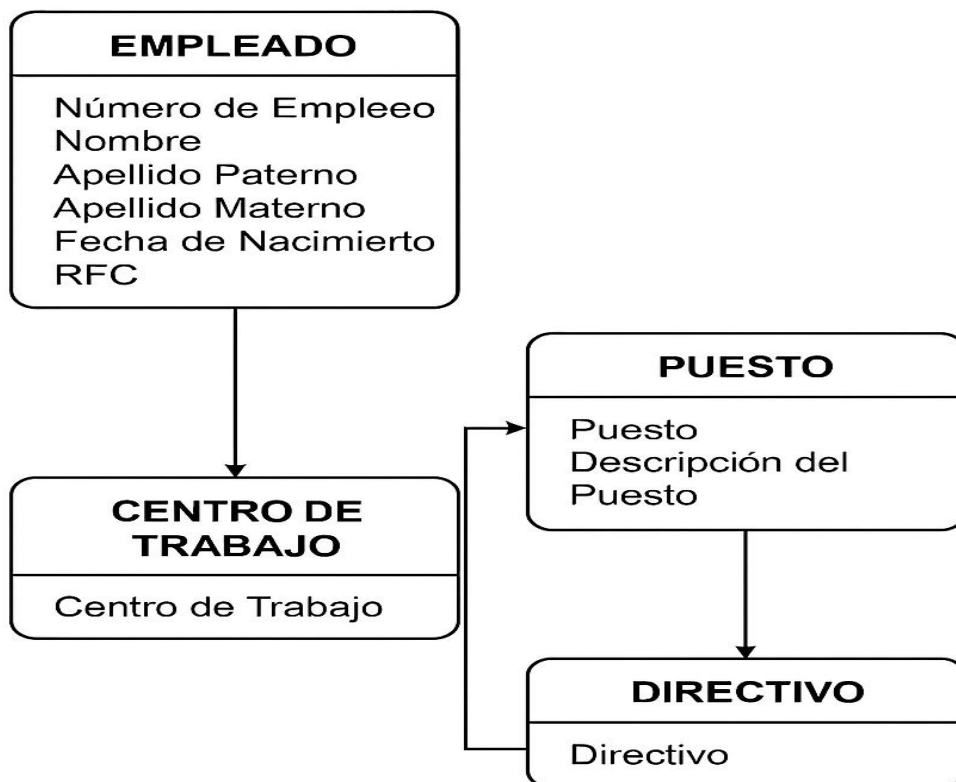 EMPLEADO
Número de Empleeo
Nombre
Apellido Paterno
Apellido Materno
Fecha de Nacimierto
RFC
CENTRO DE
TRABAJO
Centro de Trabajo
PUESTO
Puesto
Descripción del
Puesto
DIRECTIVO
Directivo